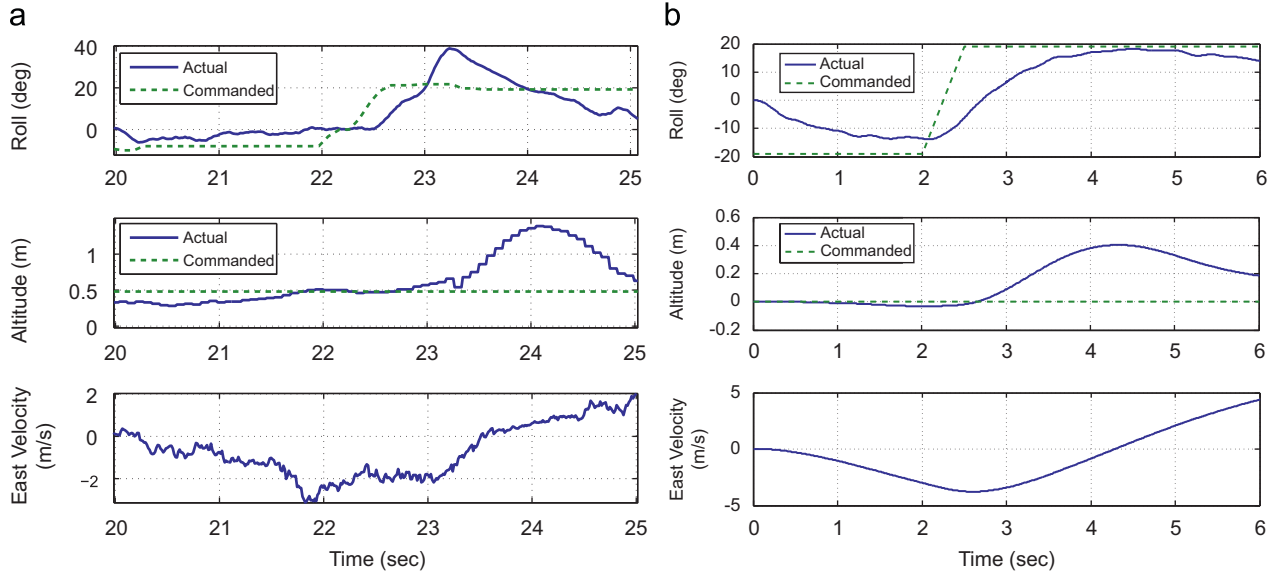 a
40
20
0
Roll (deg)
Actual
Commanded
20 21 22 23 24 25
1
0.5
0
Altitude (m)
Actual
Commanded
20 21 22 23 24 25
2
0
−2
East Velocity
(m/s)
20 21 22 23 24 25
Time (sec)
b
20
10
0
-10
-20
Roll (deg)
Actual
Commanded
0 1 2 3 4 5 6
0.6
0.4
0.2
0
-0.2
Altitude (m)
Actual
Commanded
0 1 2 3 4 5 6
5
0
-5
East Velocity
(m/s)
0 1 2 3 4 5 6
Time (sec)